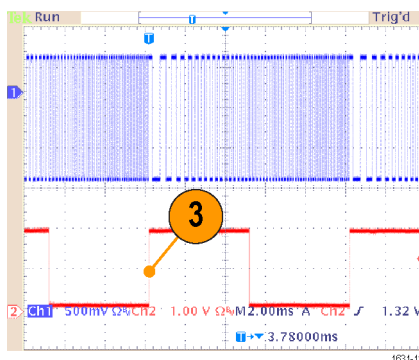 Run
Trig'd
T
T
1
3
2
Ch1 500mV Ω Ch2 1.00 V Ω M 2.00ms A Ch2 ʃ 1.32 V
T→▼ 3.78000ms